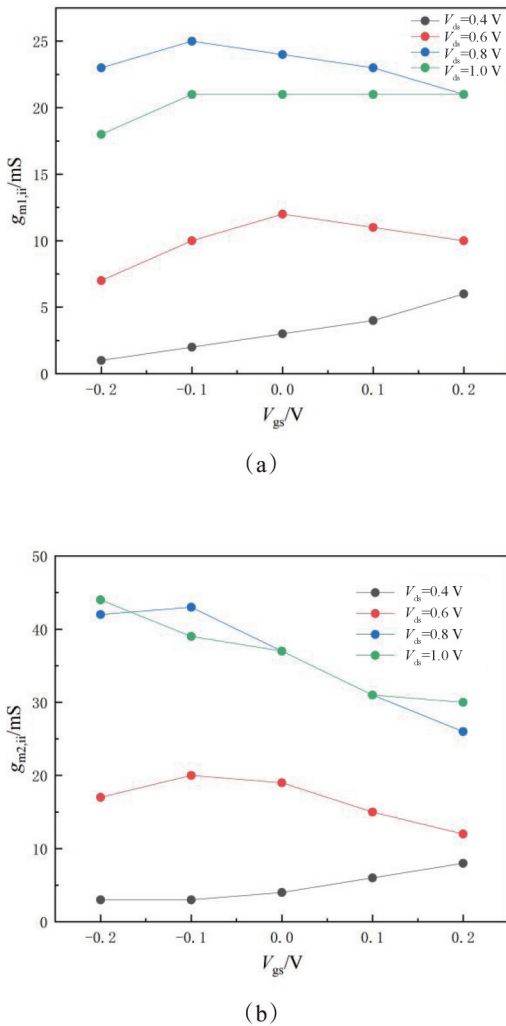 V_ds=0.4 V
V_ds=0.6 V
V_ds=0.8 V
V_ds=1.0 V
25
20
15
10
5
0
g_m1,ii/mS
-0.2 -0.1 0.0 0.1 0.2
V_gs/V
(a)
50
40
30
20
10
0
V_ds=0.4 V
V_ds=0.6 V
V_ds=0.8 V
V_ds=1.0 V
g_m2,ii/mS
-0.2 -0.1 0.0 0.1 0.2
V_gs/V
(b)